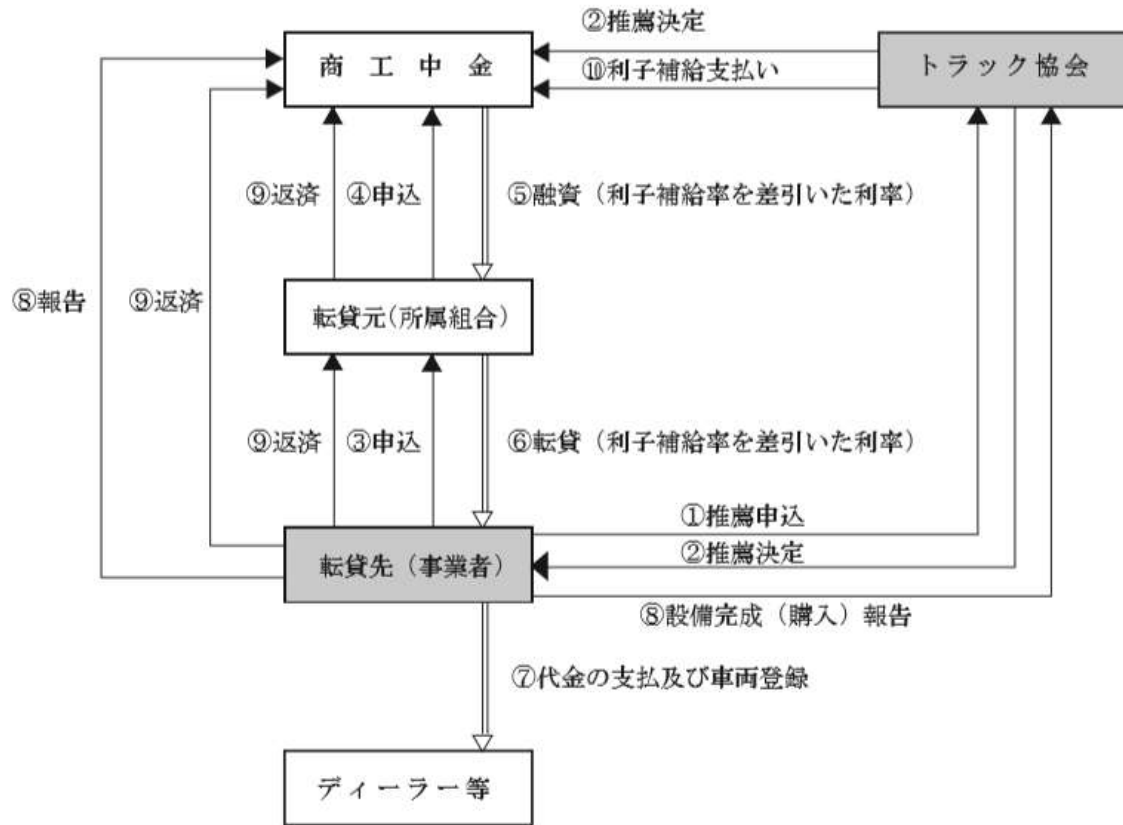 ②推薦決定
商工中金
トラック協会
⑩利子補給支払い
⑨返済
④申込
⑤融資（利子補給率を差引いた利率）
⑧報告
⑨返済
転貸元（所属組合）
⑨返済
③申込
⑥転貸（利子補給率を差引いた利率）
①推薦申込
②推薦決定
転貸先（事業者）
⑧設備完成（購入）報告
⑦代金の支払及び車両登録
ディーラー等